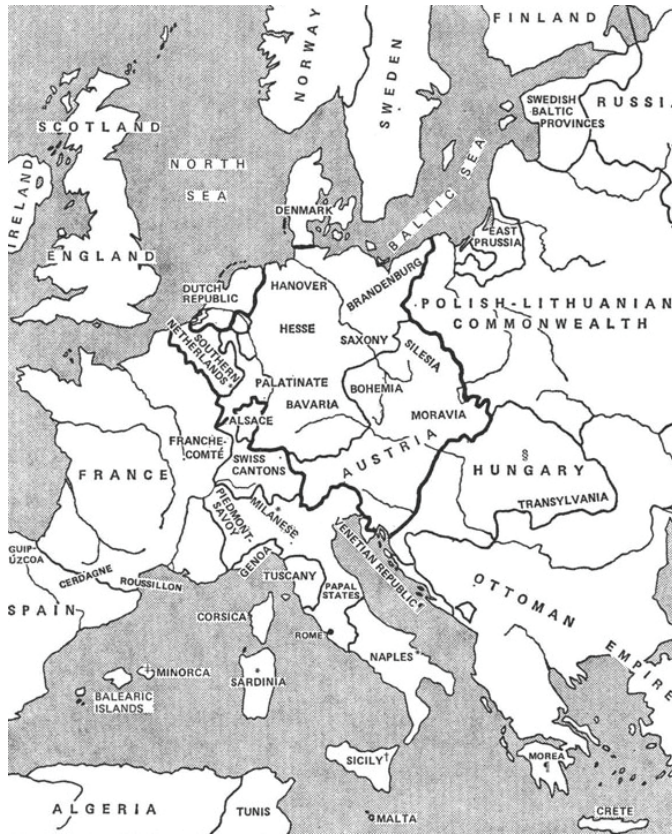 FINLAND
NORWAY
SWEDEN
SWEDISH
BALTIC
PROVINCES
RUSSIA
SCOTLAND
NORTH
SEA
BALTIC SEA
IRELAND
DENMARK
EAST
PRUSSIA
ENGLAND
DUTCH
REPUBLIC
HANOVER
BRANDENBURG
POLISH-LITHUANIAN
COMMONWEALTH
HESSE
SAXONY
SOUTHERN
NETHERLANDS*
SILESIA
PALATINATE
BOHEMIA
BAVARIA
MORAVIA
ALSACE
FRANCHE-
COMTÉ
SWISS
CANTONS
AUSTRIA
FRANCE
§
HUNGARY
TRANSYLVANIA
PIEDMONT-
SAVOY
*
MILANESE
VENETIAN REPUBLIC¶
GENOA
GUIP-
ÚZCOA
CERDAGNE
ROUSSILLON
TUSCANY
PAPAL
STATES
OTTOMAN
EMPIRE
SPAIN
CORSICA
ROME
NAPLES*
‡
MINORCA
*
SARDINIA
BALEARIC
ISLANDS
SICILY†
MOREA
¶
ALGERIA
TUNIS
MALTA
CRETE